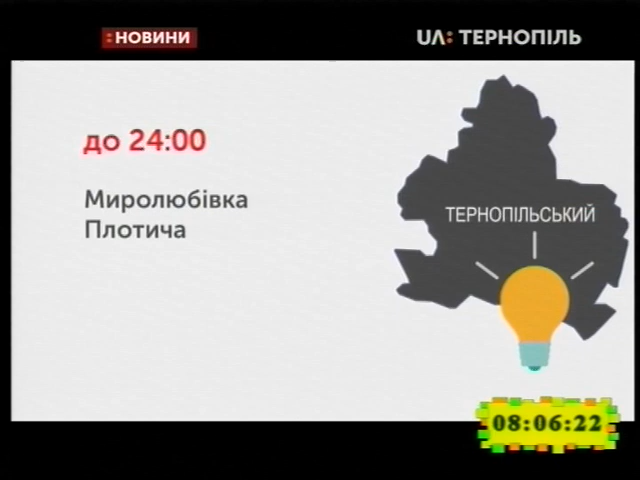 :НОВИНИ
UA: ТЕРНОПІЛЬ
до 24:00
Миролюбівка
Плотича
ТЕРНОПІЛЬСЬКИЙ
08:06:22